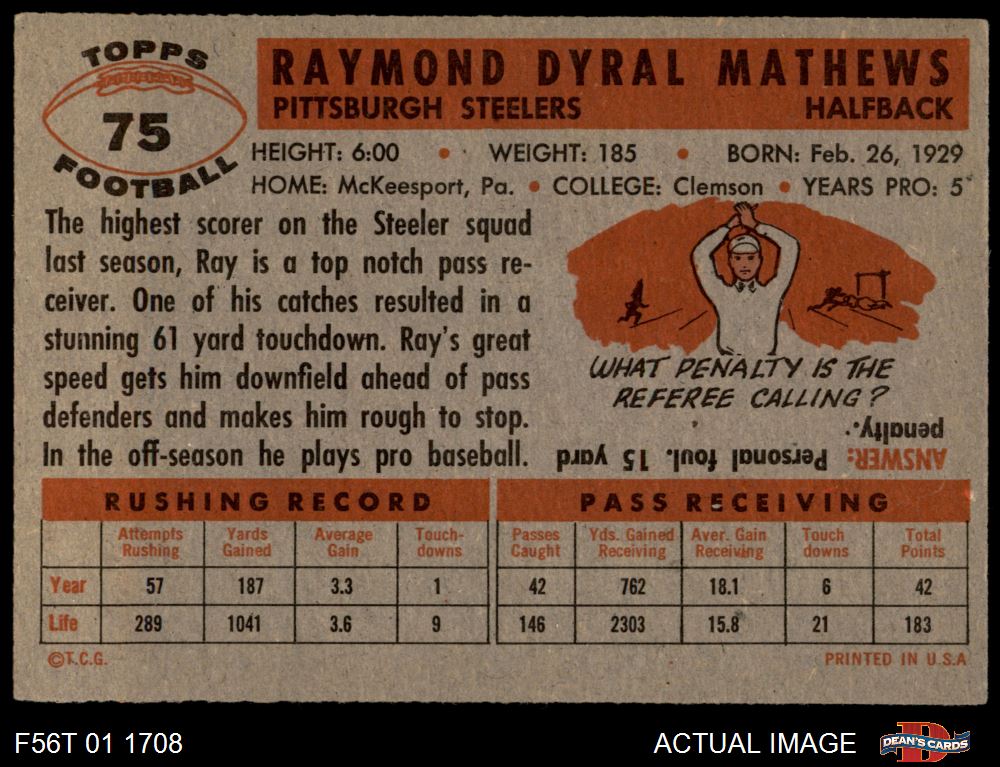 TOPPS
75
FOOTBALL
RAYMOND DYRAL MATHEWS
PITTSBURGH STEELERS HALFBACK
HEIGHT: 6:00 • WEIGHT: 185 • BORN: Feb. 26, 1929
HOME: McKeesport, Pa. • COLLEGE: Clemson • YEARS PRO: 5
The highest scorer on the Steeler squad
last season, Ray is a top notch pass re-
ceiver. One of his catches resulted in a
stunning 61 yard touchdown. Ray's great
speed gets him downfield ahead of pass
defenders and makes him rough to stop.
In the off-season he plays pro baseball.
WHAT PENALTY IS THE
REFEREE CALLING?
ANSWER: Personal foul. 15 yard
penalty.
RUSHING RECORD
Attempts Rushing Yards Gained Average Gain Touch-downs
Year 57 187 3.3 1
Life 289 1041 3.6 9
PASS RECEIVING
Passes Caught Yds. Gained Receiving Aver. Gain Receiving Touch downs Total Points
42 762 18.1 6 42
146 2303 15.8 21 183
©T.C.G. PRINTED IN U.S.A
F56T 01 1708 ACTUAL IMAGE D DEAN'S CARDS